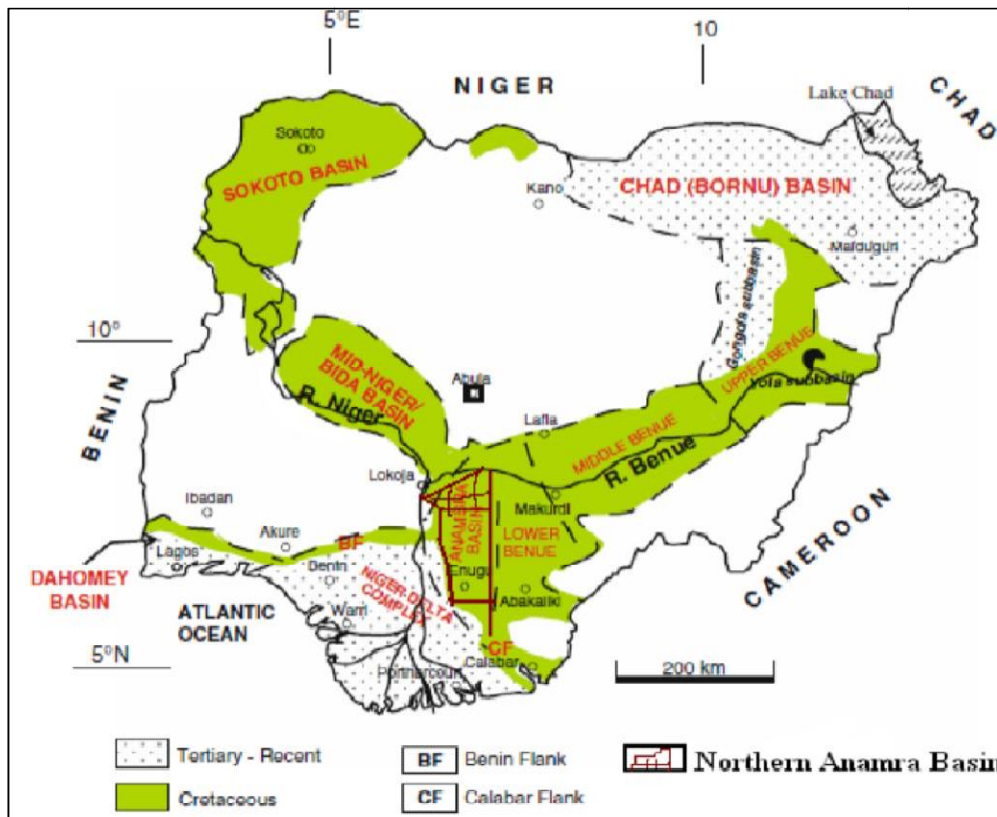 5°E
10
NIGER
CHAD
Lake Chad
Sokoto
SOKOTO BASIN
Kano
CHAD (BORNU) BASIN
Maiduguri
Gongola subbasin
10°
MID-NIGER/
BIDA BASIN
R. Niger
Abuja
UPPER BENUE
Yola subbasin
BENIN
Lafia
MIDDLE BENUE
R. Benue
Lokoja
Makurdi
Ibadan
ANAMBRA
BASIN
LOWER
BENUE
Akure
BF
Lagos
Benin
Enugu
CAMEROON
DAHOMEY
BASIN
NIGER DELTA
COMPLEX
Abakaliki
ATLANTIC
OCEAN
Warri
CF
5°N
Calabar
200 km
Tertiary - Recent
BF Benin Flank
Northern Anamra Basin
Cretaceous
CF Calabar Flank